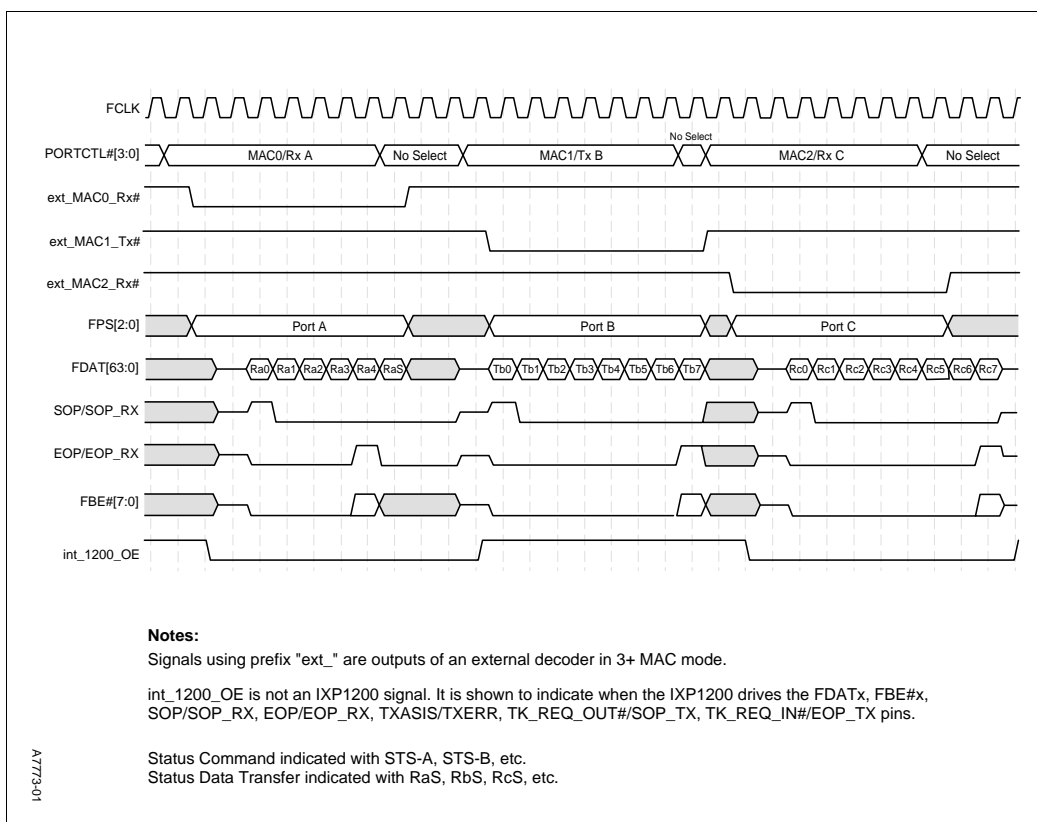 FCLK
No Select
PORTCTL#[3:0] MAC0/Rx A No Select MAC1/Tx B MAC2/Rx C No Select
ext_MAC0_Rx#
ext_MAC1_Tx#
ext_MAC2_Rx#
FPS[2:0] Port A Port B Port C
FDAT[63:0] Ra0 Ra1 Ra2 Ra3 Ra4 RaS Tb0 Tb1 Tb2 Tb3 Tb4 Tb5 Tb6 Tb7 Rc0 Rc1 Rc2 Rc3 Rc4 Rc5 Rc6 Rc7
SOP/SOP_RX
EOP/EOP_RX
FBE#[7:0]
int_1200_OE
Notes:
Signals using prefix "ext_" are outputs of an external decoder in 3+ MAC mode.
int_1200_OE is not an IXP1200 signal. It is shown to indicate when the IXP1200 drives the FDATx, FBE#x,
SOP/SOP_RX, EOP/EOP_RX, TXASIS/TXERR, TK_REQ_OUT#/SOP_TX, TK_REQ_IN#/EOP_TX pins.
Status Command indicated with STS-A, STS-B, etc.
Status Data Transfer indicated with RaS, RbS, RcS, etc.
A7773-01